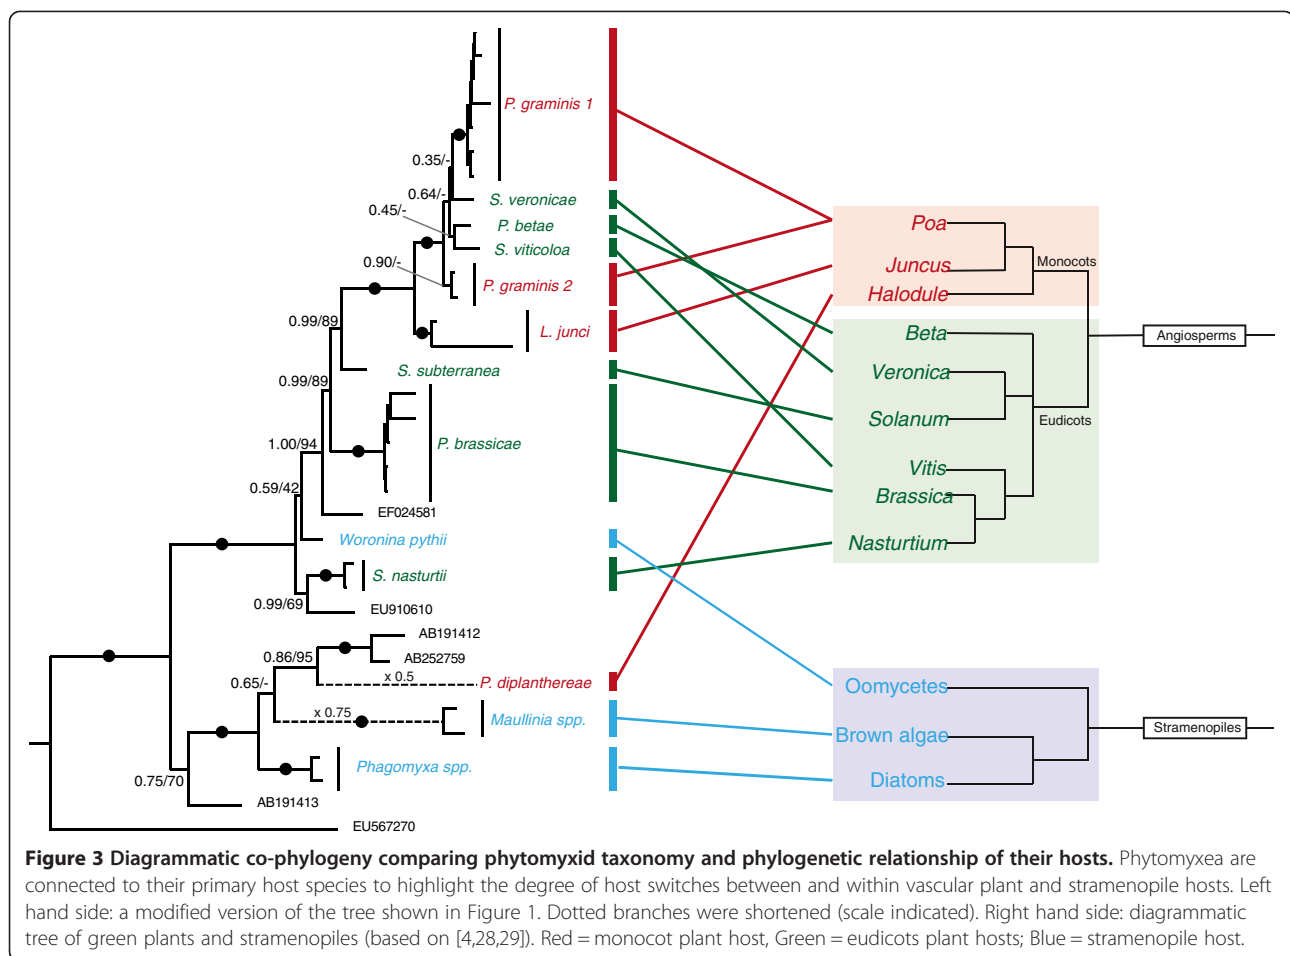 P. graminis 1
0.35/-
0.64/-
S. veronicae
0.45/-
P. betae
S. viticoloa
0.90/-
P. graminis 2
0.99/89
L. junci
S. subterranea
0.99/89
P. brassicae
1.00/94
0.59/42
EF024581
Woronina pythii
S. nasturtii
0.99/69
EU910610
AB191412
0.86/95
AB252759
x 0.5
P. diplanthereae
0.65/-
x 0.75
Maullinia spp.
Phagomyxa spp.
0.75/70
AB191413
EU567270
Poa
Juncus
Monocots
Halodule
Beta
Angiosperms
Veronica
Solanum
Eudicots
Vitis
Brassica
Nasturtium
Oomycetes
Brown algae
Stramenopiles
Diatoms
Figure 3 Diagrammatic co-phylogeny comparing phytomyxid taxonomy and phylogenetic relationship of their hosts. Phytomyxea are
connected to their primary host species to highlight the degree of host switches between and within vascular plant and stramenopile hosts. Left
hand side: a modified version of the tree shown in Figure 1. Dotted branches were shortened (scale indicated). Right hand side: diagrammatic
tree of green plants and stramenopiles (based on [4,28,29]). Red = monocot plant host, Green = eudicots plant hosts; Blue = stramenopile host.